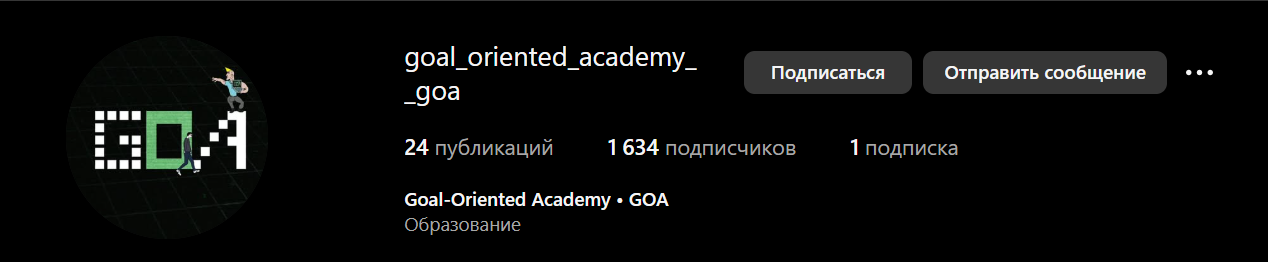 GOA
goal_oriented_academy_
_goa
Подписаться
Отправить сообщение
24 публикаций
1 634 подписчиков
1 подписка
Goal-Oriented Academy • GOA
Образование